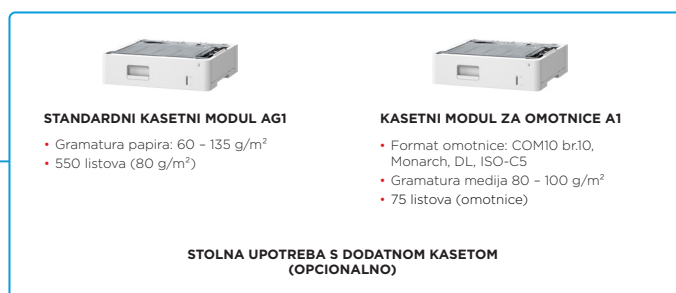 STANDARDNI KASETNI MODUL AG1
• Gramatura papira: 60 – 135 g/m²
• 550 listova (80 g/m²)
KASETNI MODUL ZA OMOTNICE A1
• Format omotnice: COM10 br.10,
Monarch, DL, ISO-C5
• Gramatura medija 80 – 100 g/m²
• 75 listova (omotnice)
STOLNA UPOTREBA S DODATNOM KASETOM
(OPCIONALNO)